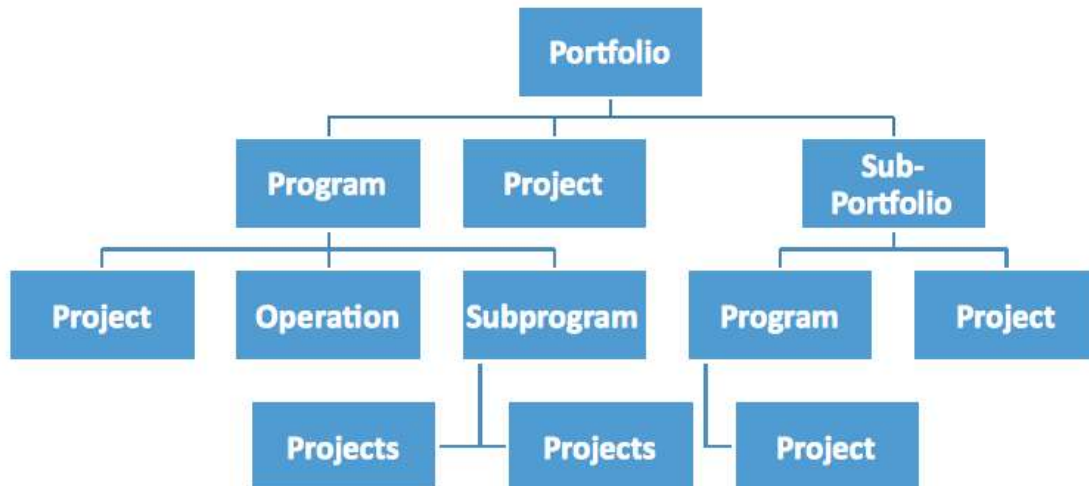 Portfolio
Program
Project
Sub-
Portfolio
Project
Operation
Subprogram
Program
Project
Projects
Projects
Project